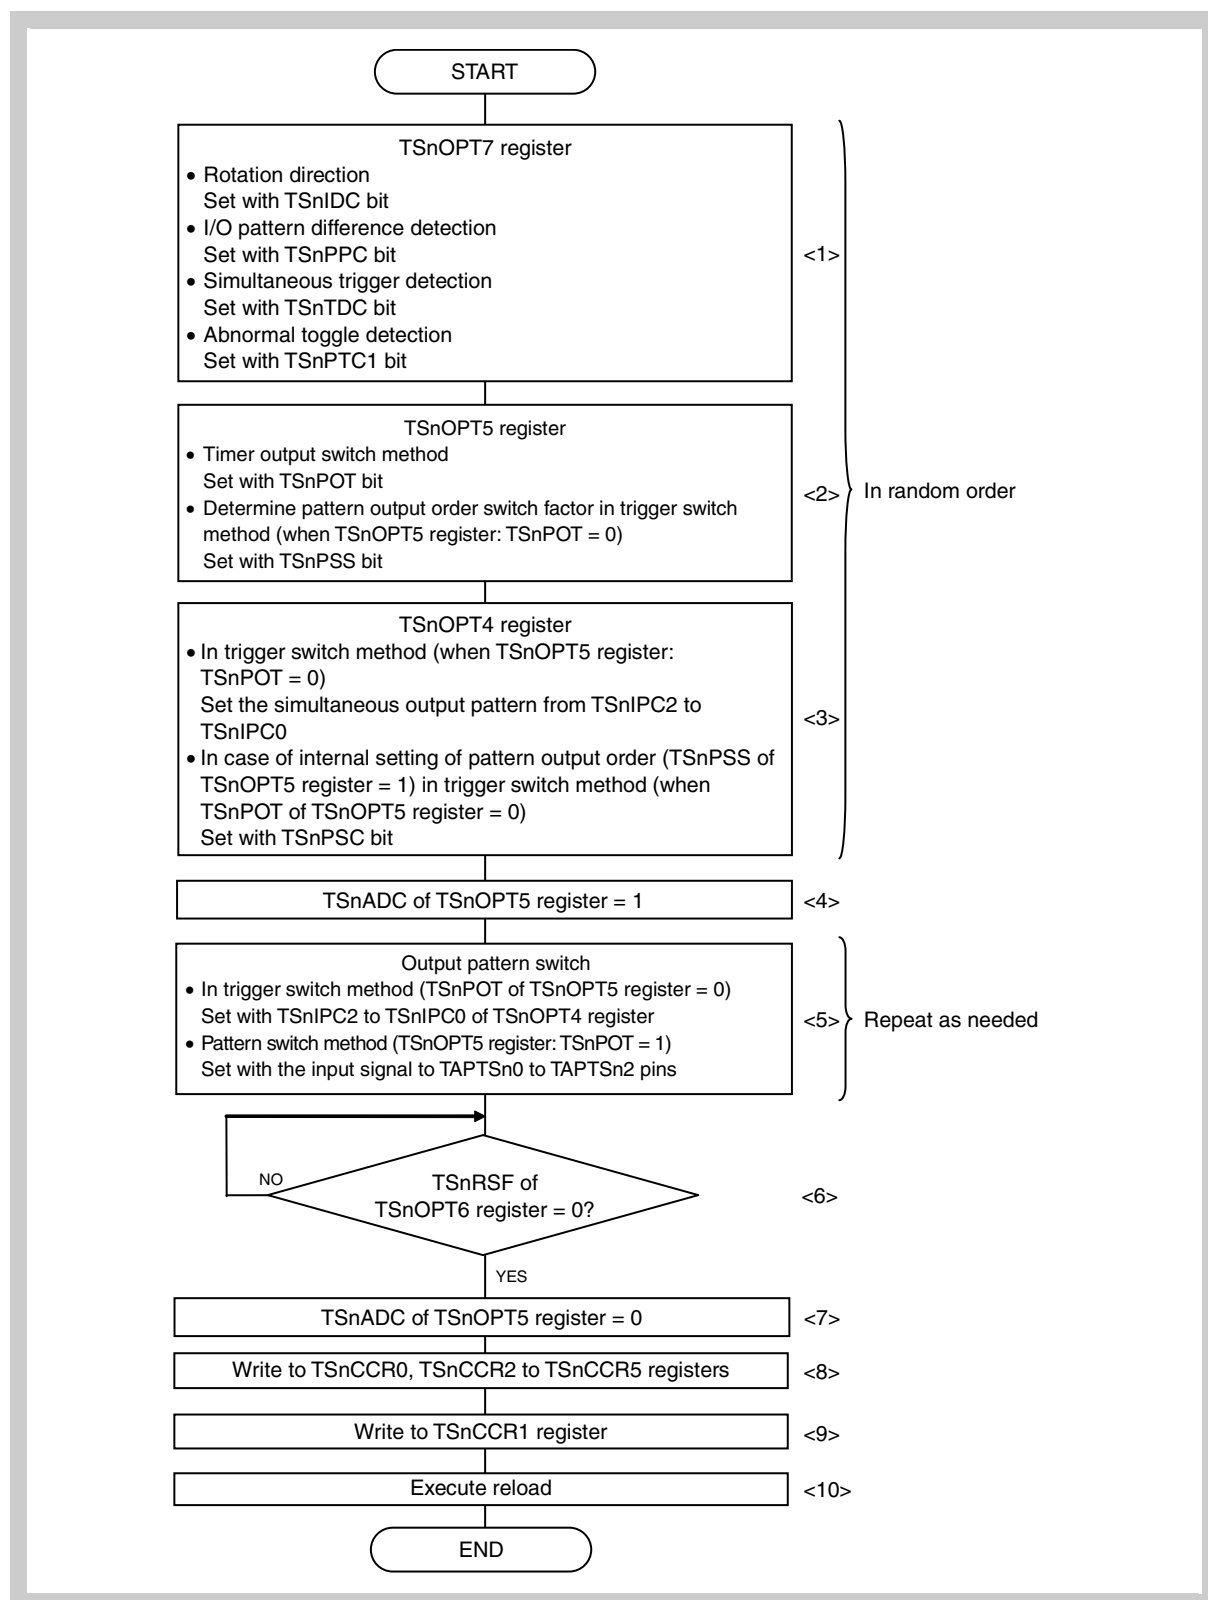 START
TSnOPT7 register
• Rotation direction
Set with TSnIDC bit
• I/O pattern difference detection
Set with TSnPPC bit
• Simultaneous trigger detection
Set with TSnTDC bit
• Abnormal toggle detection
Set with TSnPTC1 bit
<1>
TSnOPT5 register
• Timer output switch method
Set with TSnPOT bit
• Determine pattern output order switch factor in trigger switch
method (when TSnOPT5 register: TSnPOT = 0)
Set with TSnPSS bit
<2>
In random order
TSnOPT4 register
• In trigger switch method (when TSnOPT5 register:
TSnPOT = 0)
Set the simultaneous output pattern from TSnIPC2 to
TSnIPC0
• In case of internal setting of pattern output order (TSnPSS of
TSnOPT5 register = 1) in trigger switch method (when
TSnPOT of TSnOPT5 register = 0)
Set with TSnPSC bit
<3>
TSnADC of TSnOPT5 register = 1
<4>
Output pattern switch
• In trigger switch method (TSnPOT of TSnOPT5 register = 0)
Set with TSnIPC2 to TSnIPC0 of TSnOPT4 register
• Pattern switch method (TSnOPT5 register: TSnPOT = 1)
Set with the input signal to TAPTSn0 to TAPTSn2 pins
<5>
Repeat as needed
NO
TSnRSF of
TSnOPT6 register = 0?
<6>
YES
TSnADC of TSnOPT5 register = 0
<7>
Write to TSnCCR0, TSnCCR2 to TSnCCR5 registers
<8>
Write to TSnCCR1 register
<9>
Execute reload
<10>
END